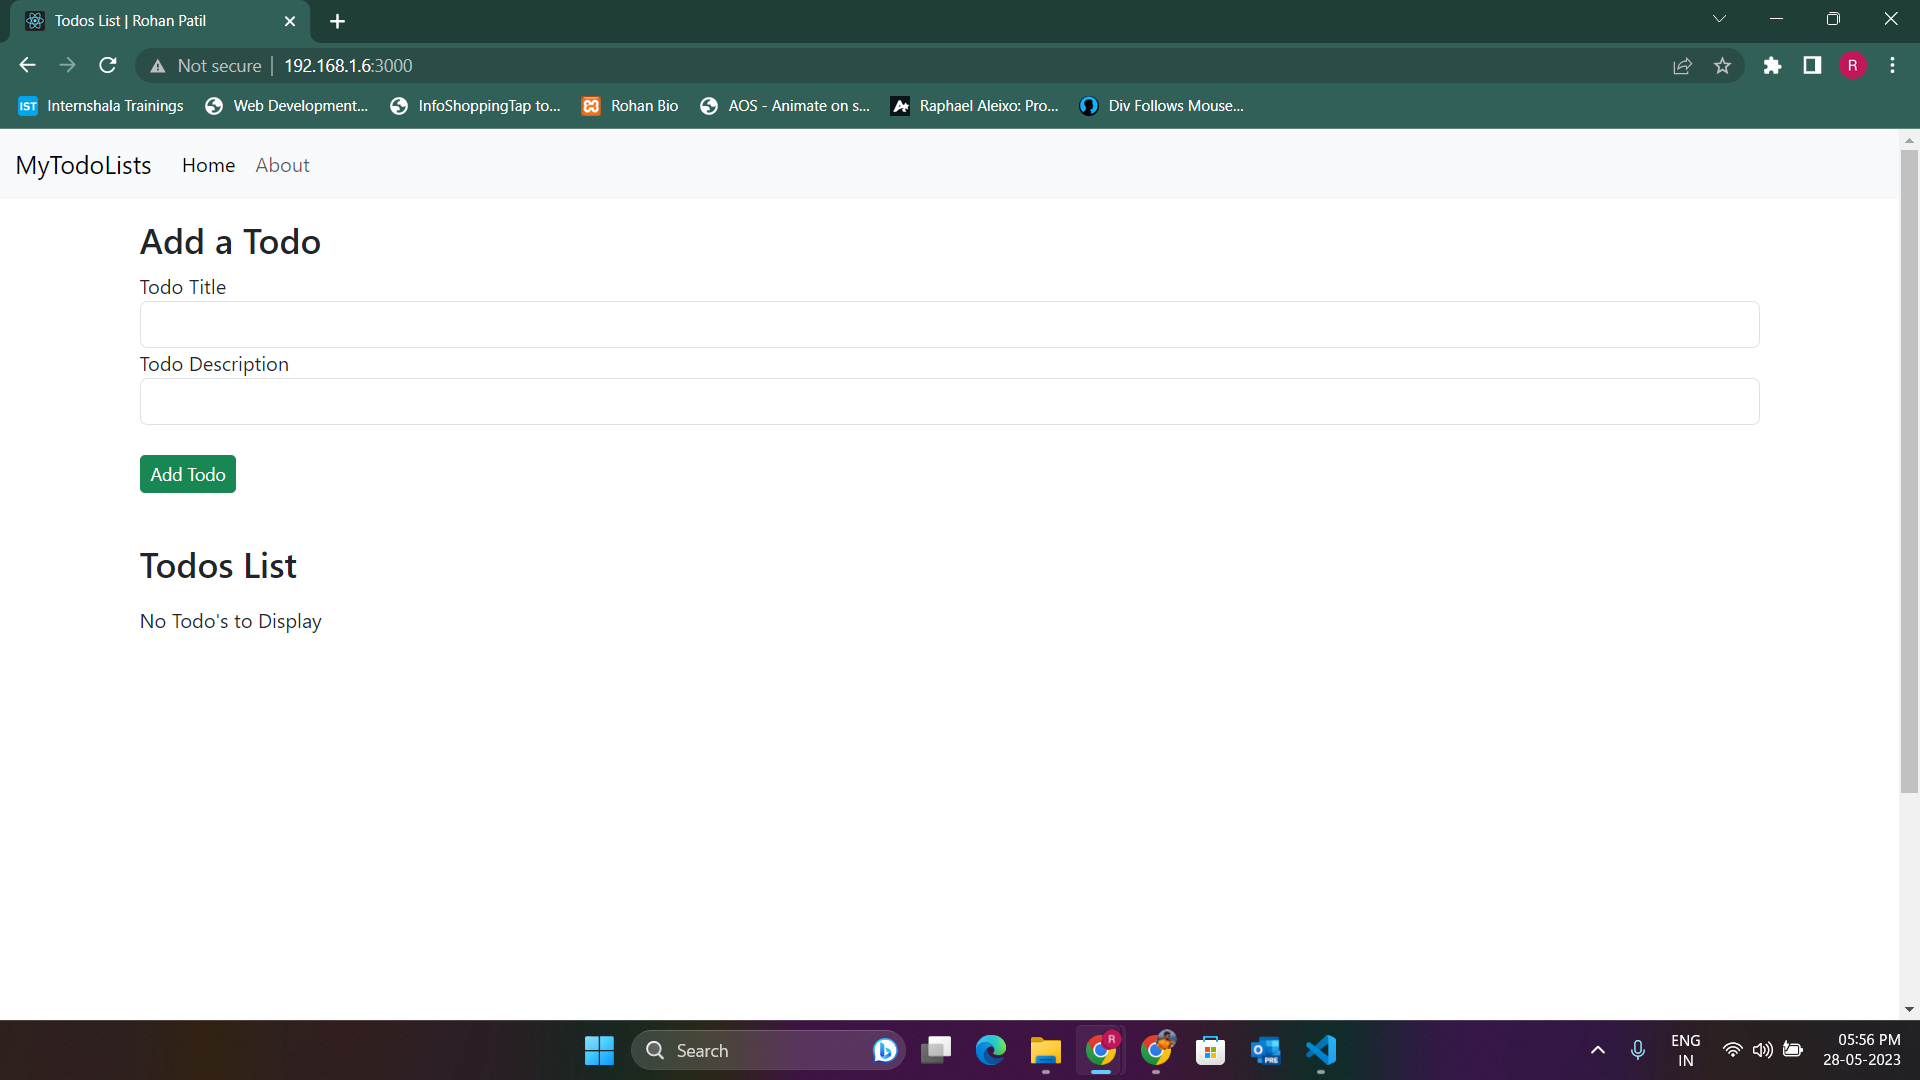 Todos List | Rohan Patil
Not secure | 192.168.1.6:3000
R
IST Internshala Trainings Web Development... InfoShoppingTap to... Rohan Bio AOS - Animate on s... Raphael Aleixo: Pro... Div Follows Mouse...
MyTodoLists Home About
Add a Todo
Todo Title
Todo Description
Add Todo
Todos List
No Todo's to Display
Search
R
PRE
ENG
IN
05:56 PM
28-05-2023